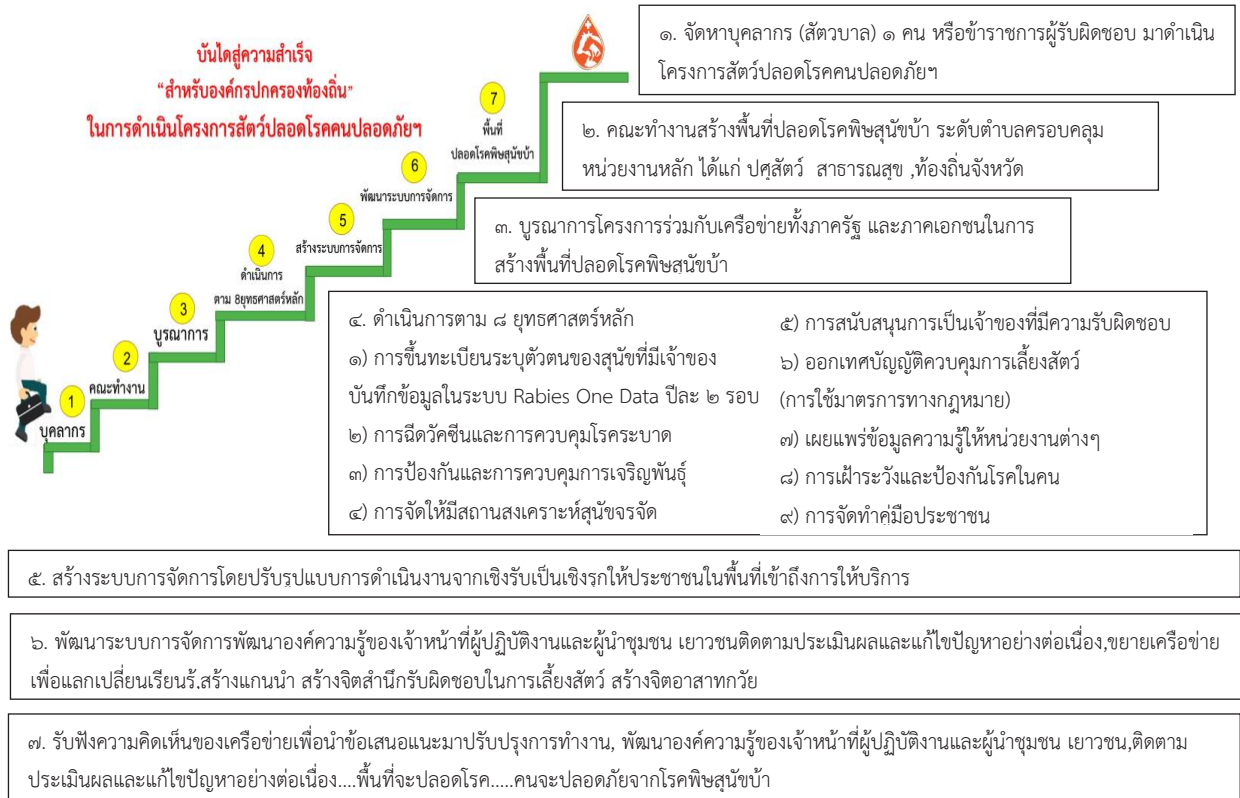 บันไดสู่ความสำเร็จ
“สำหรับองค์กรปกครองท้องถิ่น”
ในการดำเนินโครงการสัตว์ปลอดโรคคนปลอดภัยฯ
1
บุคลากร
2
คณะทำงาน
3
บูรณาการ
4
ดำเนินการ
ตาม 8ยุทธศาสตร์หลัก
5
สร้างระบบการจัดการ
6
พัฒนาระบบการจัดการ
7
พื้นที่
ปลอดโรคพิษสุนัขบ้า
๑. จัดหาบุคลากร (สัตวบาล) ๑ คน หรือข้าราชการผู้รับผิดชอบ มาดำเนิน
โครงการสัตว์ปลอดโรคคนปลอดภัยฯ
๒. คณะทำงานสร้างพื้นที่ปลอดโรคพิษสุนัขบ้า ระดับตำบลครอบคลุม
หน่วยงานหลัก ได้แก่ ปศุสัตว์ สาธารณสุข ,ท้องถิ่นจังหวัด
๓. บูรณาการโครงการร่วมกับเครือข่ายทั้งภาครัฐ และภาคเอกชนในการ
สร้างพื้นที่ปลอดโรคพิษสุนัขบ้า
๔. ดำเนินการตาม ๘ ยุทธศาสตร์หลัก
๑) การขึ้นทะเบียนระบุตัวตนของสุนัขที่มีเจ้าของ
บันทึกข้อมูลในระบบ Rabies One Data ปีละ ๒ รอบ
๒) การฉีดวัคซีนและการควบคุมโรคระบาด
๓) การป้องกันและการควบคุมการเจริญพันธุ์
๔) การจัดให้มีสถานสงเคราะห์สุนัขจรจัด
๕) การสนับสนุนการเป็นเจ้าของที่มีความรับผิดชอบ
๖) ออกเทศบัญญัติควบคุมการเลี้ยงสัตว์
(การใช้มาตรการทางกฎหมาย)
๗) เผยแพร่ข้อมูลความรู้ให้หน่วยงานต่างๆ
๘) การเฝ้าระวังและป้องกันโรคในคน
๙) การจัดทำคู่มือประชาชน
๕. สร้างระบบการจัดการโดยปรับรูปแบบการดำเนินงานจากเชิงรับเป็นเชิงรุกให้ประชาชนในพื้นที่เข้าถึงการให้บริการ
๖. พัฒนาระบบการจัดการพัฒนาองค์ความรู้ของเจ้าหน้าที่ผู้ปฏิบัติงานและผู้นำชุมชน เยาวชนติดตามประเมินผลและแก้ไขปัญหาอย่างต่อเนื่อง,ขยายเครือข่าย
เพื่อแลกเปลี่ยนเรียนรู้,สร้างแกนนำ สร้างจิตสำนึกรับผิดชอบในการเลี้ยงสัตว์ สร้างจิตอาสาทุกวัย
๗. รับฟังความคิดเห็นของเครือข่ายเพื่อนำข้อเสนอแนะมาปรับปรุงการทำงาน, พัฒนาองค์ความรู้ของเจ้าหน้าที่ผู้ปฏิบัติงานและผู้นำชุมชน เยาวชน,ติดตาม
ประเมินผลและแก้ไขปัญหาอย่างต่อเนื่อง....พื้นที่จะปลอดโรค.....คนจะปลอดภัยจากโรคพิษสุนัขบ้า